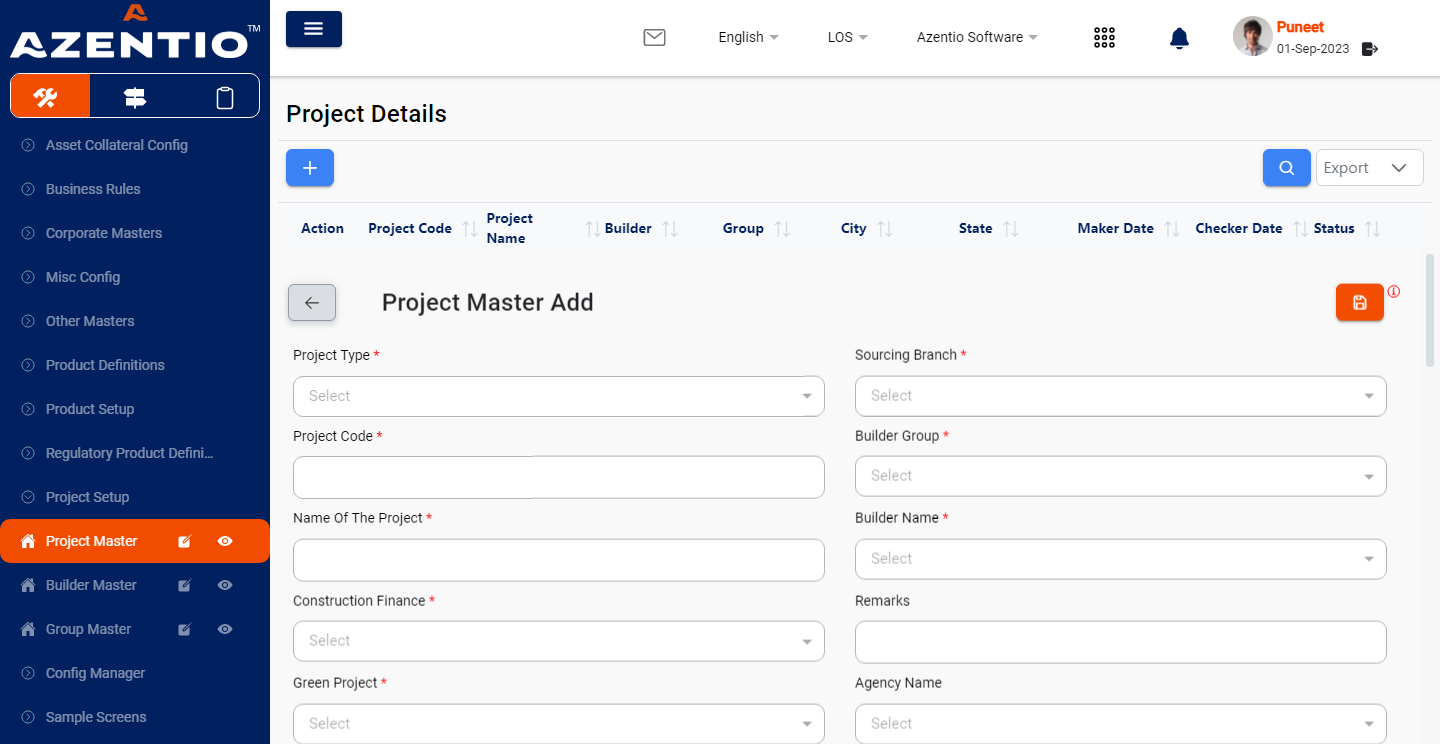 AZENTIO™
English
LOS
Azentio Software
Puneet
01-Sep-2023
Asset Collateral Config
Business Rules
Corporate Masters
Misc Config
Other Masters
Product Definitions
Product Setup
Regulatory Product Defini...
Project Setup
Project Master
Builder Master
Group Master
Config Manager
Sample Screens
Project Details
Export
Action
Project Code
Project
Name
Builder
Group
City
State
Maker Date
Checker Date
Status
Project Master Add
Project Type *
Select
Sourcing Branch *
Select
Project Code *
Builder Group *
Select
Name Of The Project *
Builder Name *
Select
Construction Finance *
Select
Remarks
Green Project *
Select
Agency Name
Select